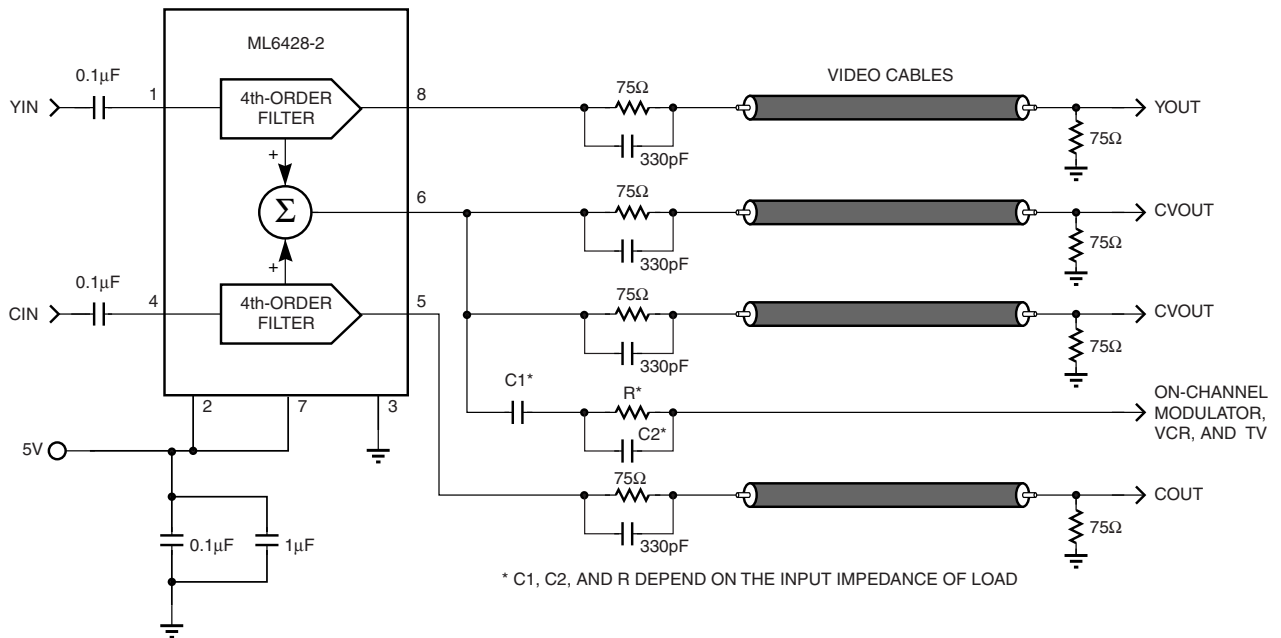 ML6428-2
0.1µF
YIN
1
4th-ORDER
FILTER
8
75Ω
330pF
VIDEO CABLES
75Ω
YOUT
+
Σ
+
6
75Ω
330pF
75Ω
CVOUT
0.1µF
CIN
4
4th-ORDER
FILTER
5
75Ω
330pF
75Ω
CVOUT
C1*
R*
C2*
ON-CHANNEL
MODULATOR,
VCR, AND TV
2
7
3
5V
75Ω
330pF
75Ω
COUT
0.1µF
1µF
* C1, C2, AND R DEPEND ON THE INPUT IMPEDANCE OF LOAD